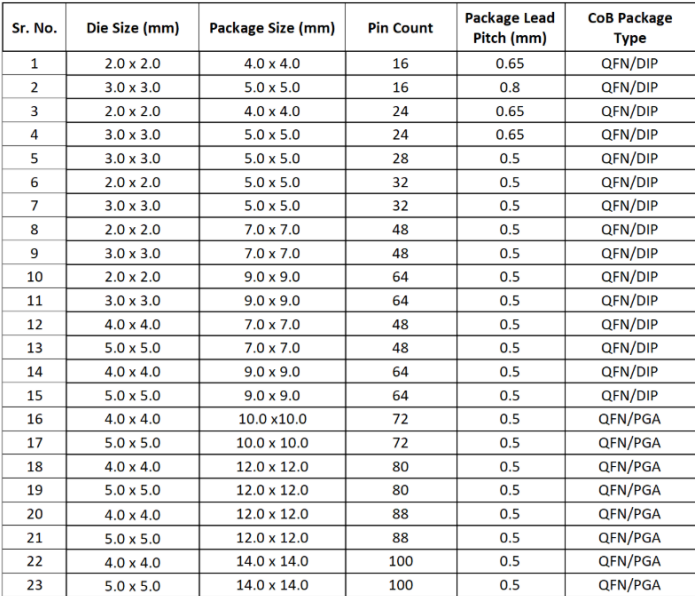 Sr. No. Die Size (mm) Package Size (mm) Pin Count Package Lead Pitch (mm) CoB Package Type
1 2.0 x 2.0 4.0 x 4.0 16 0.65 QFN/DIP
2 3.0 x 3.0 5.0 x 5.0 16 0.8 QFN/DIP
3 2.0 x 2.0 4.0 x 4.0 24 0.65 QFN/DIP
4 3.0 x 3.0 5.0 x 5.0 24 0.65 QFN/DIP
5 3.0 x 3.0 5.0 x 5.0 28 0.5 QFN/DIP
6 2.0 x 2.0 5.0 x 5.0 32 0.5 QFN/DIP
7 3.0 x 3.0 5.0 x 5.0 32 0.5 QFN/DIP
8 2.0 x 2.0 7.0 x 7.0 48 0.5 QFN/DIP
9 3.0 x 3.0 7.0 x 7.0 48 0.5 QFN/DIP
10 2.0 x 2.0 9.0 x 9.0 64 0.5 QFN/DIP
11 3.0 x 3.0 9.0 x 9.0 64 0.5 QFN/DIP
12 4.0 x 4.0 7.0 x 7.0 48 0.5 QFN/DIP
13 5.0 x 5.0 7.0 x 7.0 48 0.5 QFN/DIP
14 4.0 x 4.0 9.0 x 9.0 64 0.5 QFN/DIP
15 5.0 x 5.0 9.0 x 9.0 64 0.5 QFN/DIP
16 4.0 x 4.0 10.0 x10.0 72 0.5 QFN/PGA
17 5.0 x 5.0 10.0 x 10.0 72 0.5 QFN/PGA
18 4.0 x 4.0 12.0 x 12.0 80 0.5 QFN/PGA
19 5.0 x 5.0 12.0 x 12.0 80 0.5 QFN/PGA
20 4.0 x 4.0 12.0 x 12.0 88 0.5 QFN/PGA
21 5.0 x 5.0 12.0 x 12.0 88 0.5 QFN/PGA
22 4.0 x 4.0 14.0 x 14.0 100 0.5 QFN/PGA
23 5.0 x 5.0 14.0 x 14.0 100 0.5 QFN/PGA